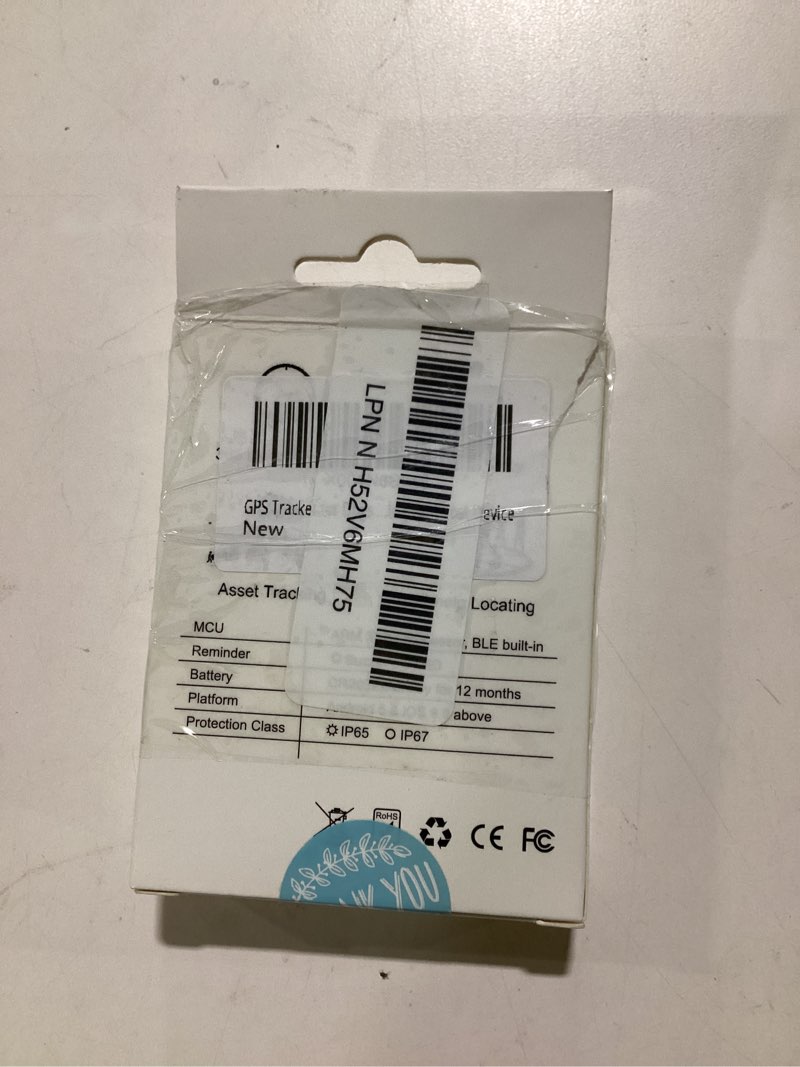 LPN N H52V6MH75
GPS Tracke
evice
New
Asset Trac
Locating
MCU
, BLE built-in
Reminder
Battery
12 months
Platform
above
Protection Class
IP65 IP67
RoHS
CE FC
YOU